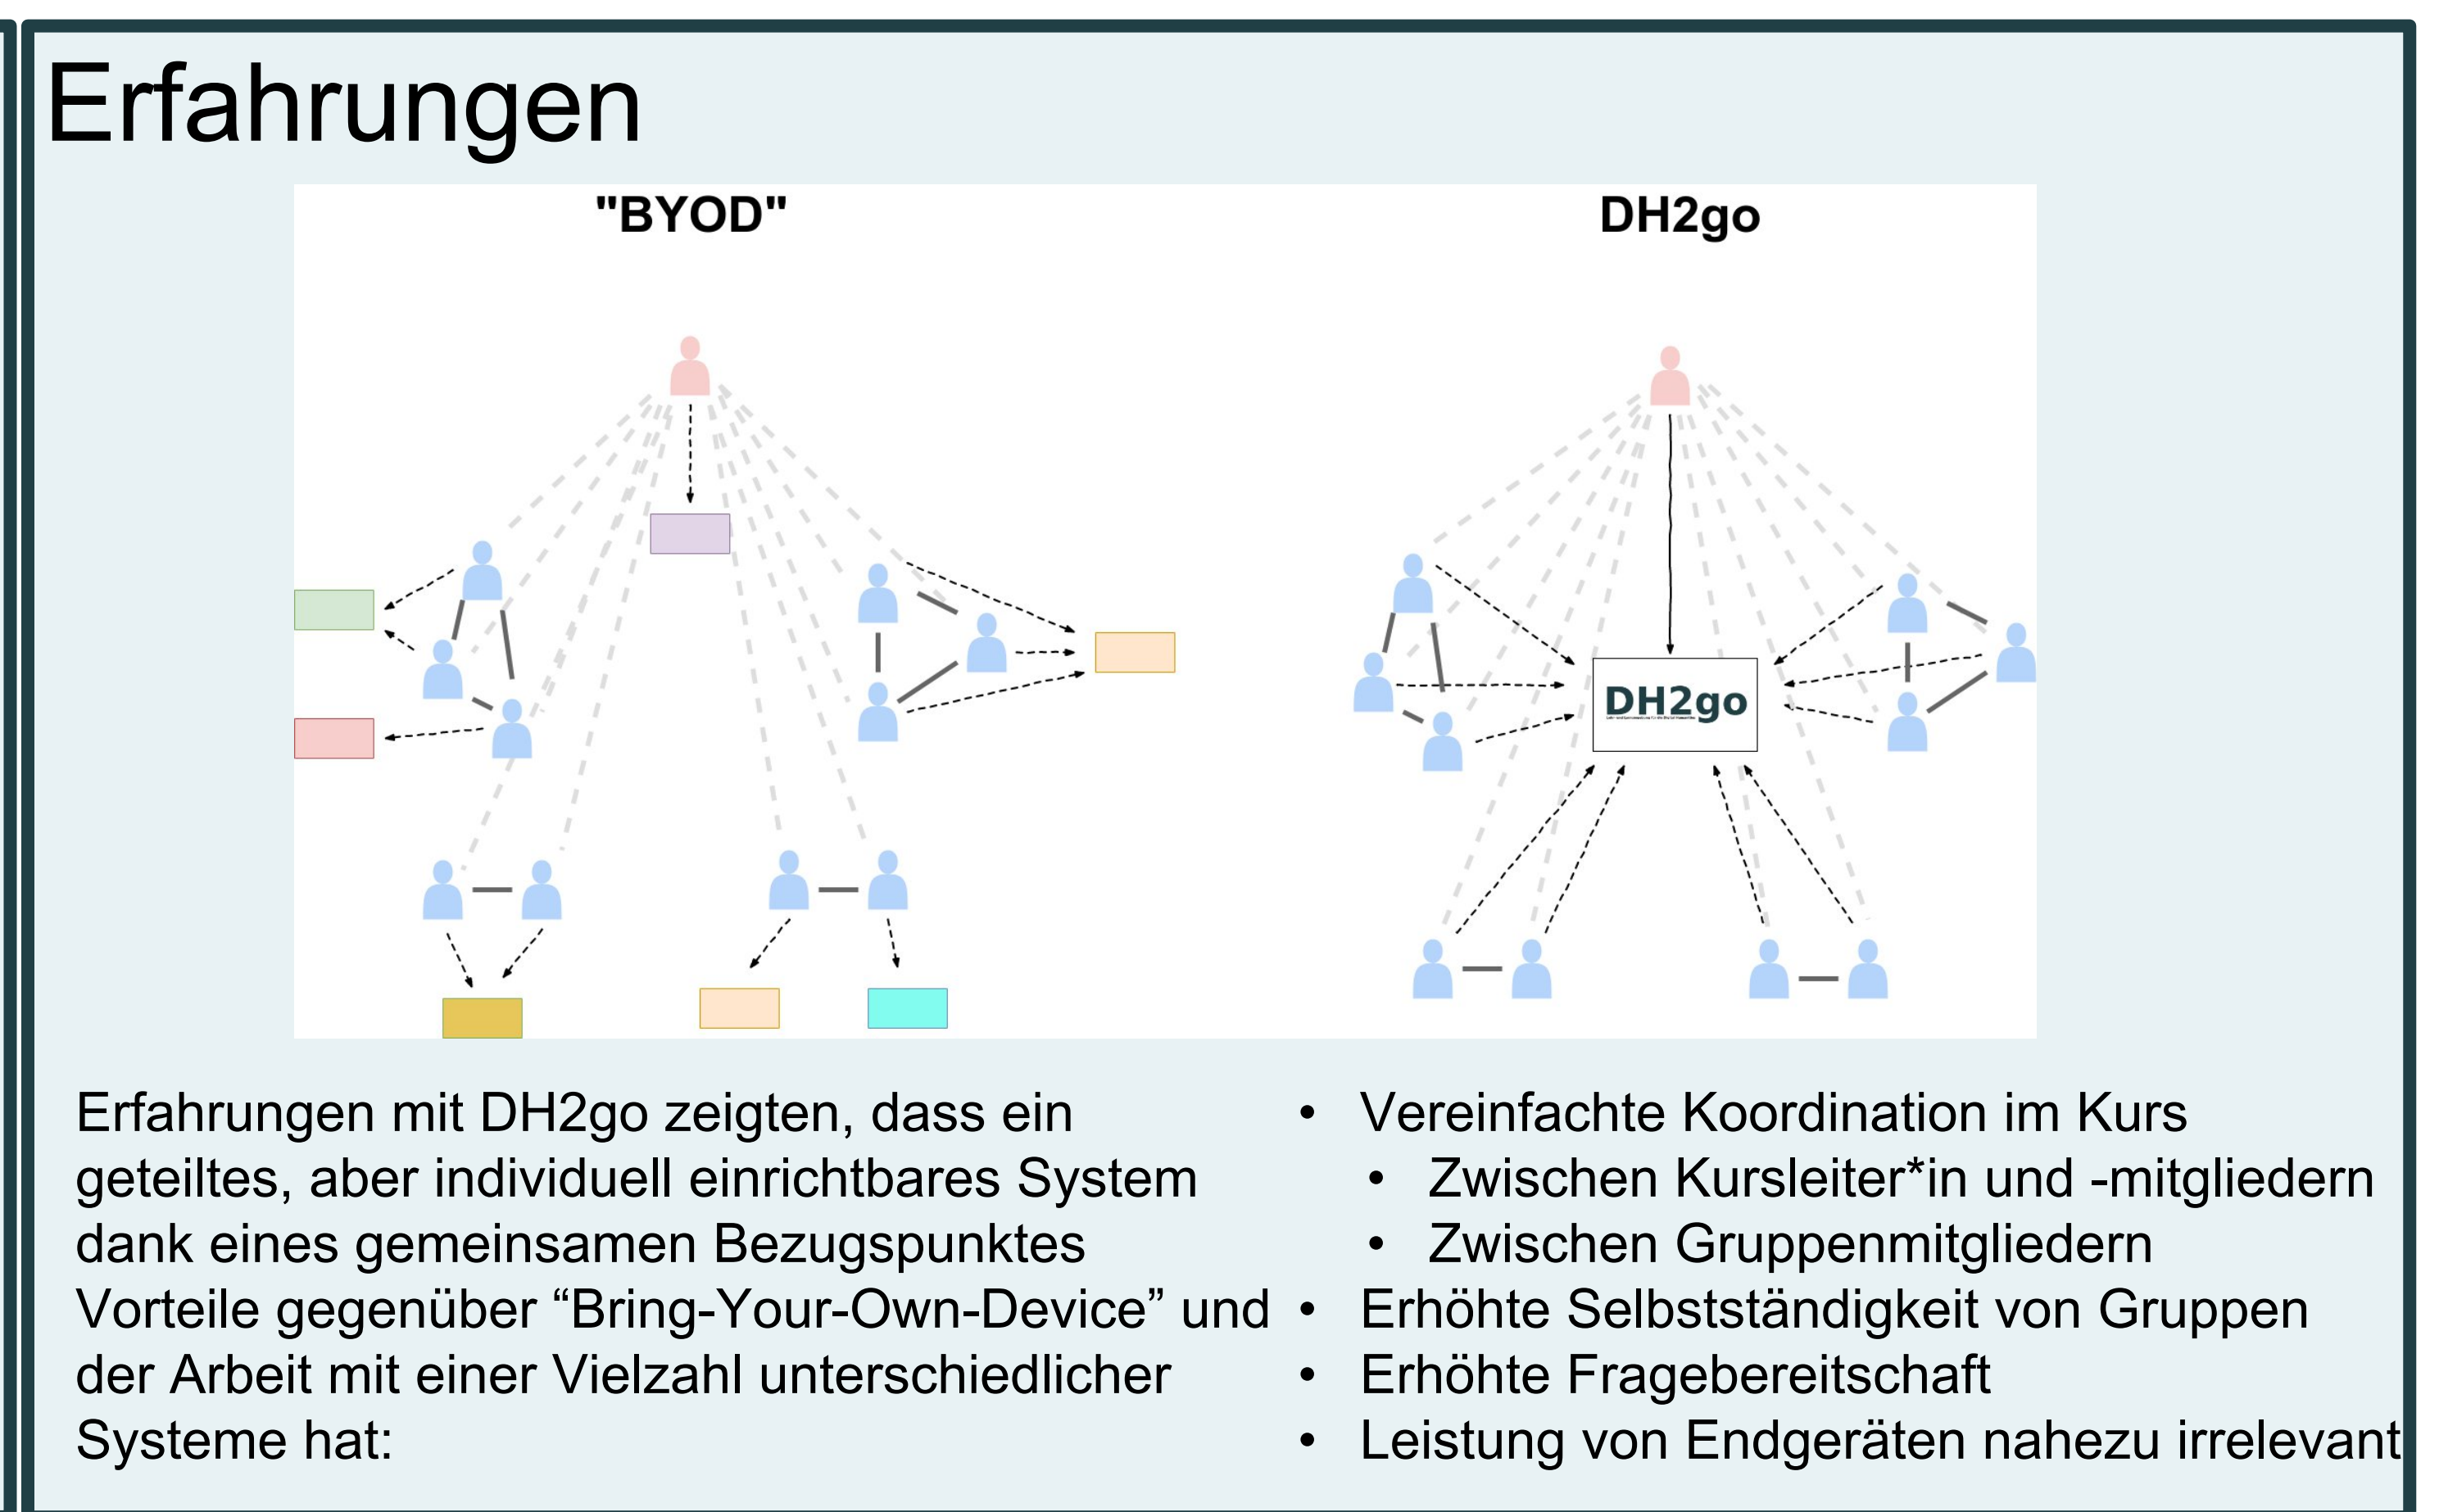 Erfahrungen
"BYOD"
DH2go
DH2go
Erfahrungen mit DH2go zeigten, dass ein
geteiltes, aber individuell einrichtbares System
dank eines gemeinsamen Bezugspunktes
Vorteile gegenüber “Bring-Your-Own-Device” und
der Arbeit mit einer Vielzahl unterschiedlicher
Systeme hat:
• Vereinfachte Koordination im Kurs
• Zwischen Kursleiter*in und -mitgliedern
• Zwischen Gruppenmitgliedern
• Erhöhte Selbstständigkeit von Gruppen
• Erhöhte Fragebereitschaft
• Leistung von Endgeräten nahezu irrelevant